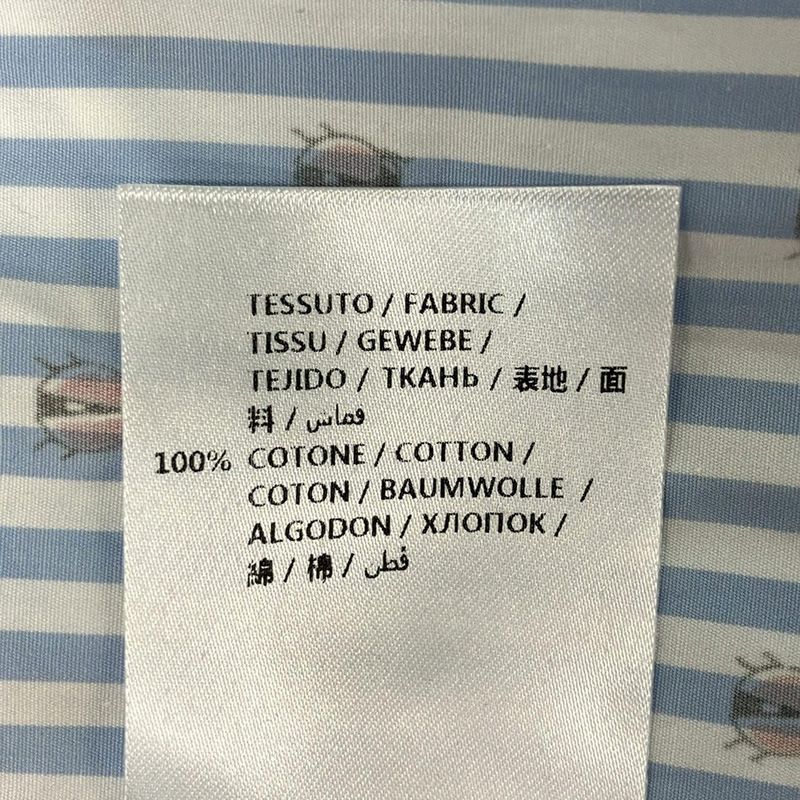 TESSUTO / FABRIC /
TISSU / GEWEBE /
TEJIDO / ТКАНЬ / 表地 / 面
料 / قماش
100% COTONE / COTTON /
COTON / BAUMWOLLE /
ALGODON / ХЛОПОК /
綿 / 棉 / قطن